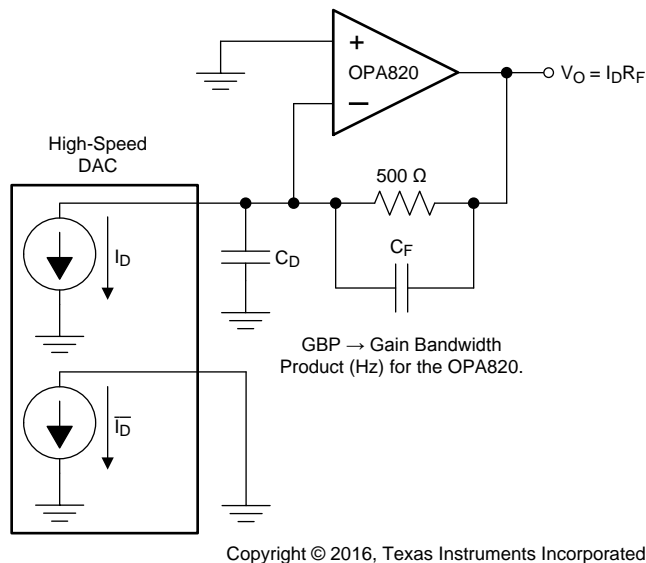 +
OPA820
−
V_O = I_DR_F
High-Speed
DAC
500 Ω
I_D
C_D
C_F
GBP → Gain Bandwidth
Product (Hz) for the OPA820.
I̅_D̅
Copyright © 2016, Texas Instruments Incorporated